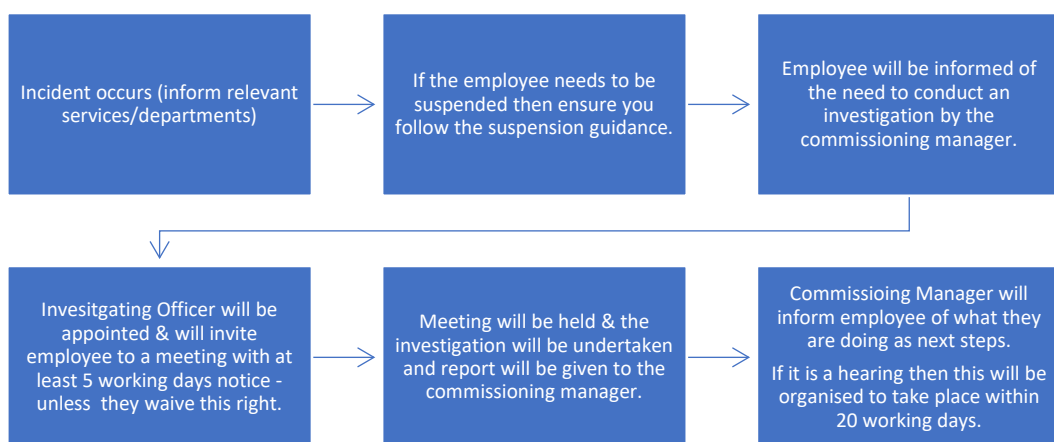 Incident occurs (inform relevant
services/departments)
If the employee needs to be
suspended then ensure you
follow the suspension guidance.
Employee will be informed of
the need to conduct an
investigation by the
commissioning manager.
Invesitgating Officer will be
appointed & will invite
employee to a meeting with at
least 5 working days notice -
unless they waive this right.
Meeting will be held & the
investigation will be undertaken
and report will be given to the
commissioning manager.
Commissioing Manager will
inform employee of what they
are doing as next steps.
If it is a hearing then this will be
organised to take place within
20 working days.